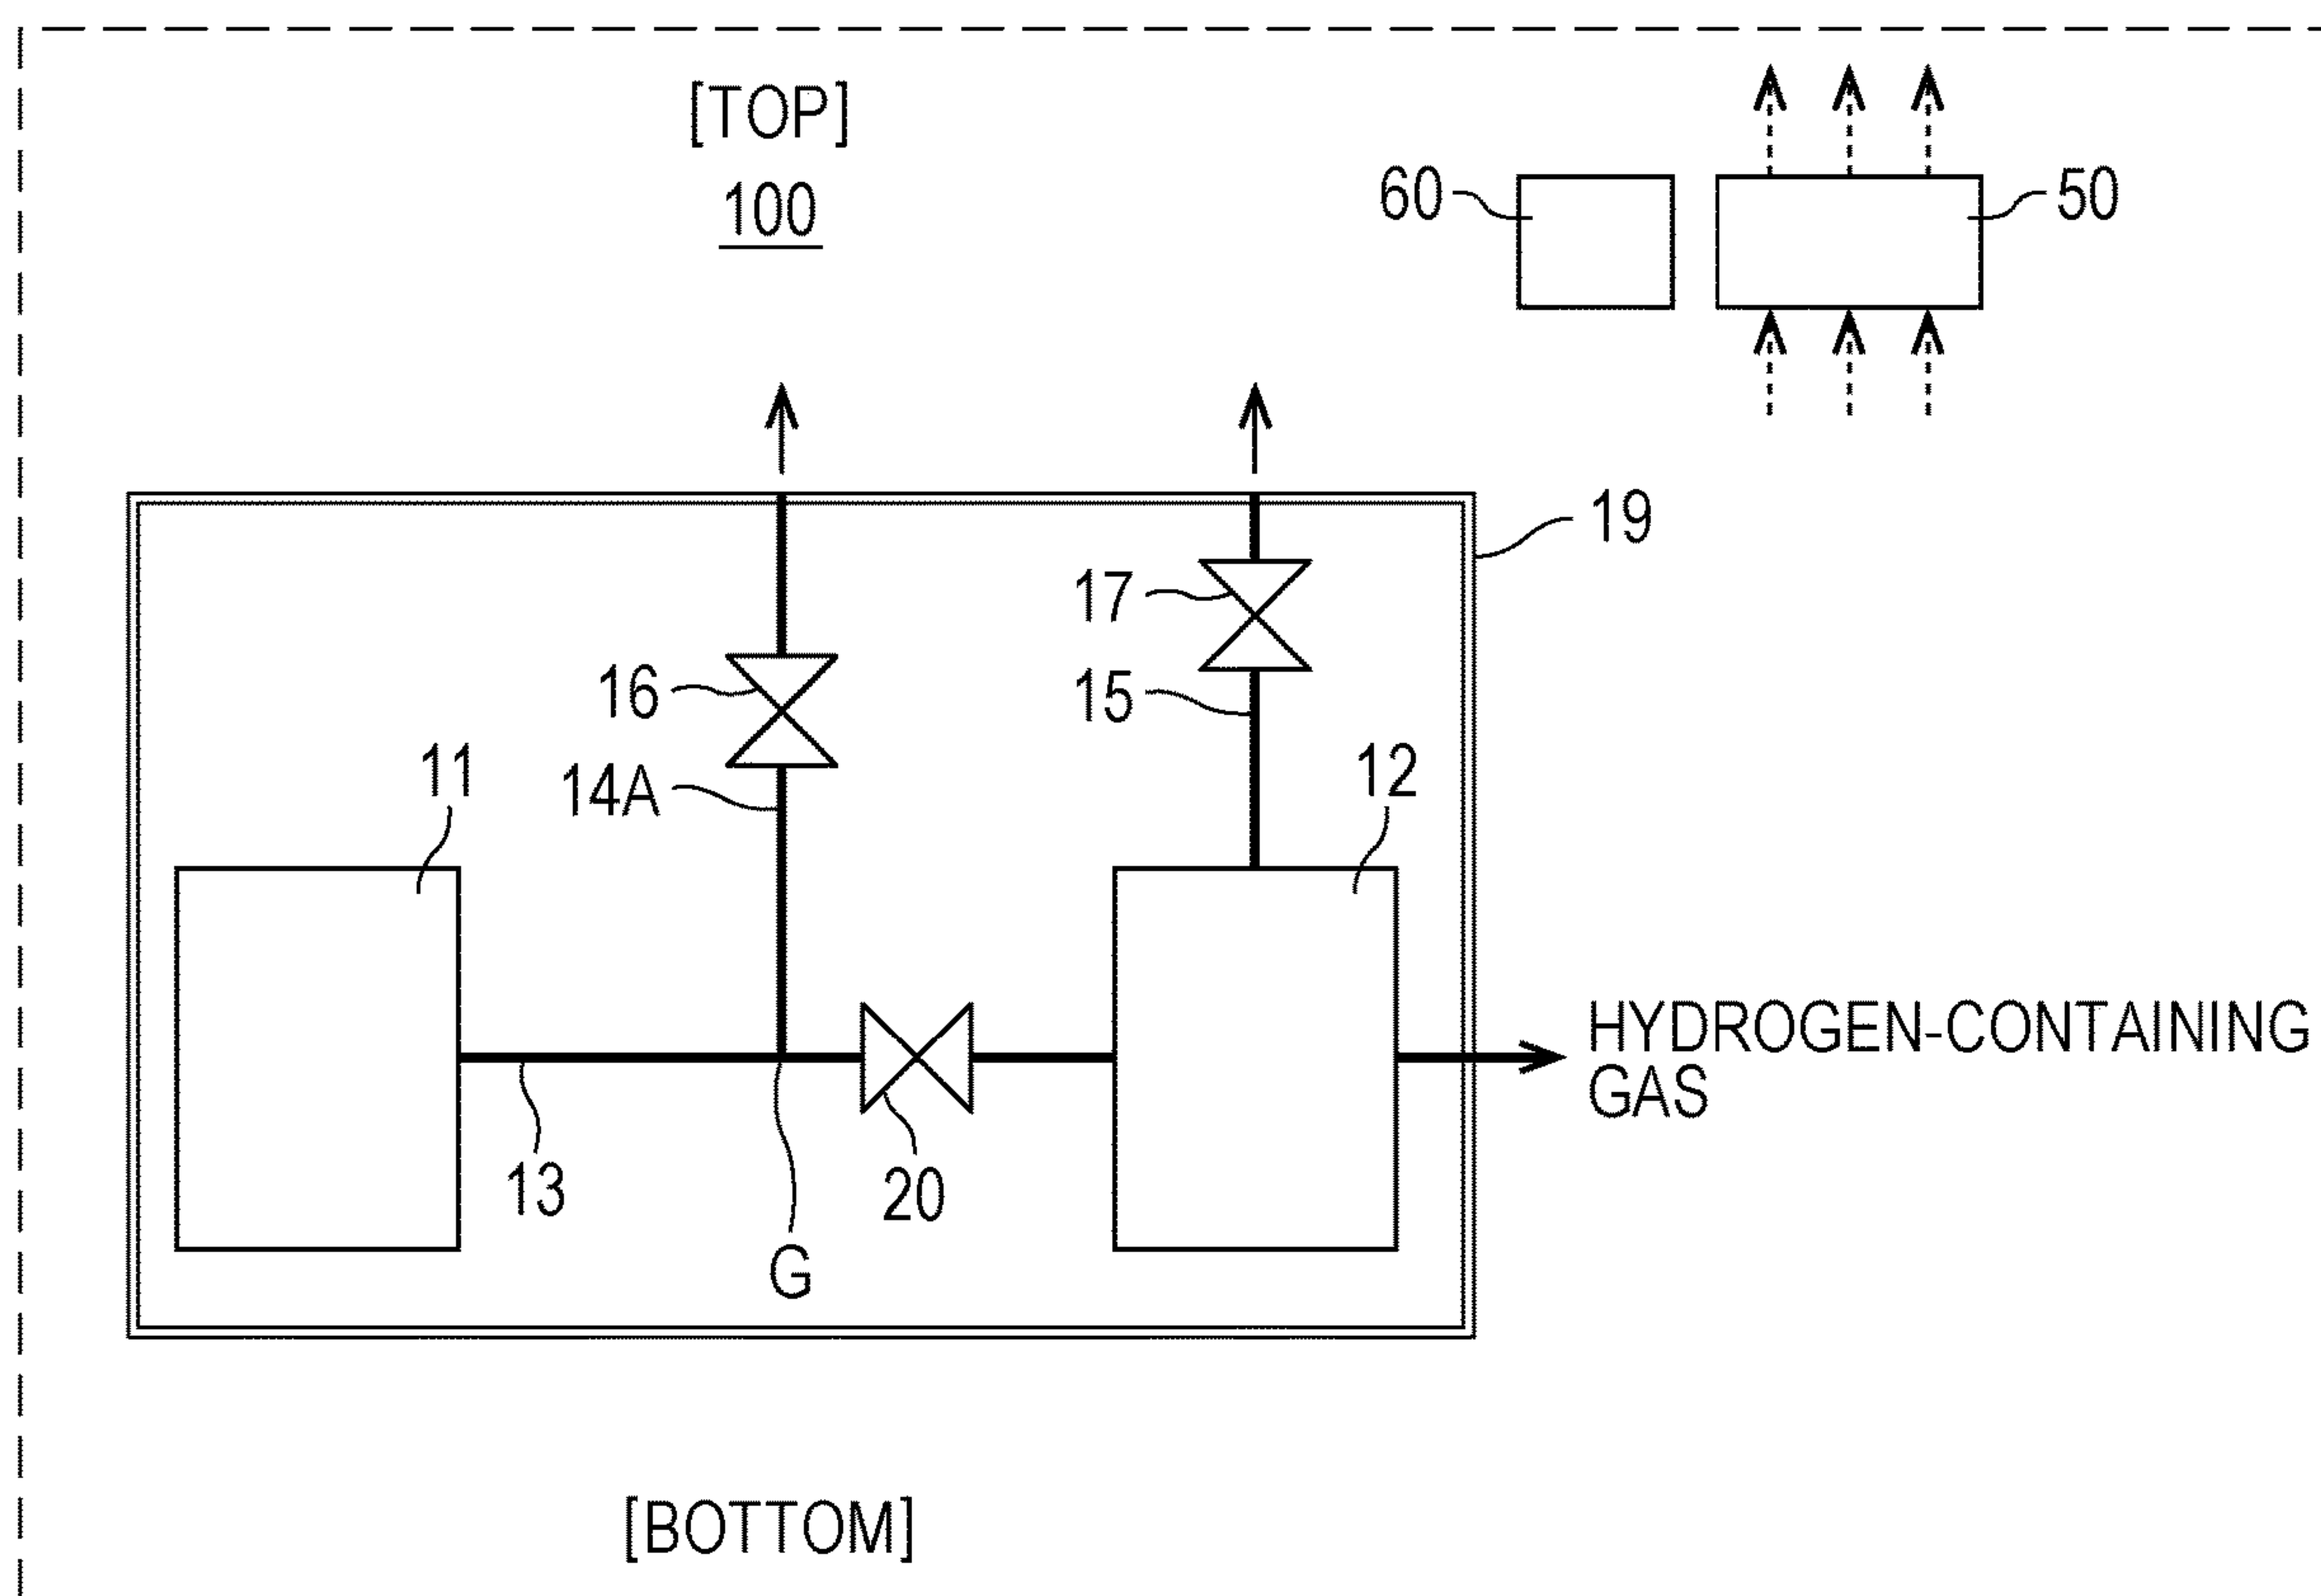 [TOP]
100
60
50
19
17
16
15
14A
11
12
HYDROGEN-CONTAINING
GAS
13
20
G
[BOTTOM]